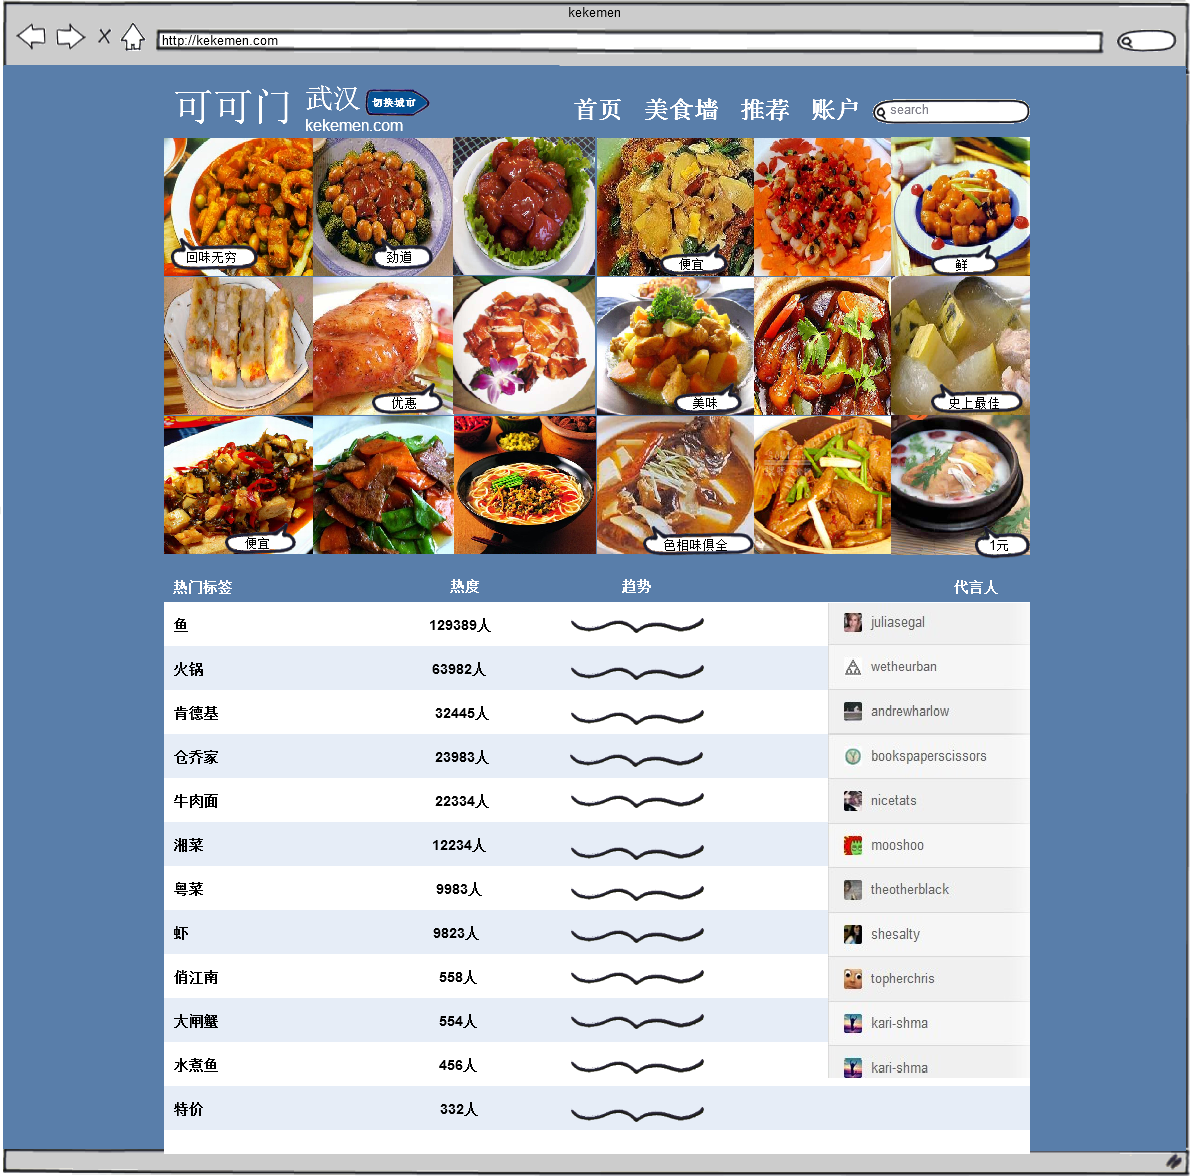 kekemen
http://kekemen.com
可可门 武汉 切换城市
kekemen.com
首页 美食墙 推荐 账户 search
回味无穷 劲道 便宜 鲜
优惠 美味 史上最佳
便宜 色相味俱全 1元
热门标签 热度 趋势 代言人
鱼 129389人 juliasegal
火锅 63982人 wetheurban
肯德基 32445人 andrewharlow
仓乔家 23983人 bookspaperscissors
牛肉面 22334人 nicetats
湘菜 12234人 mooshoo
粤菜 9983人 theotherblack
虾 9823人 shesalty
俏江南 558人 topherchris
大闸蟹 554人 kari-shma
水煮鱼 456人 kari-shma
特价 332人